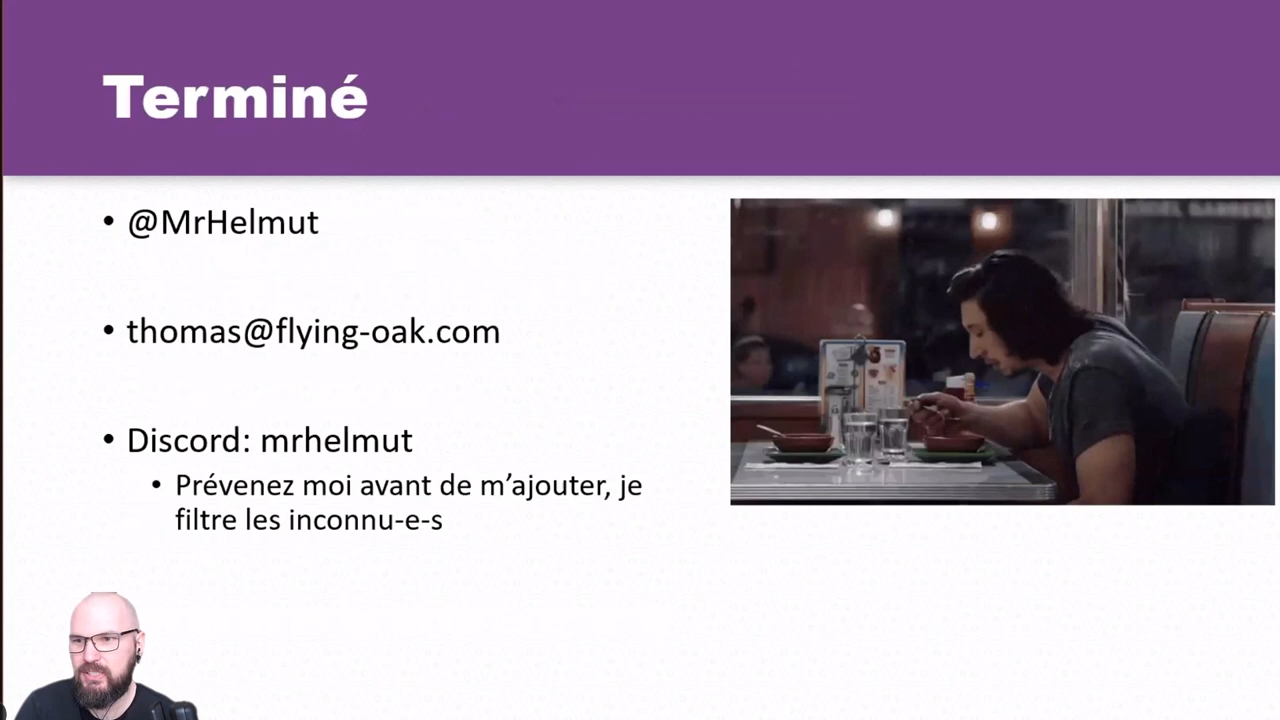 Terminé
• @MrHelmut
• thomas@flying-oak.com
• Discord: mrhelmut
• Prévenez moi avant de m’ajouter, je
filtre les inconnu-e-s